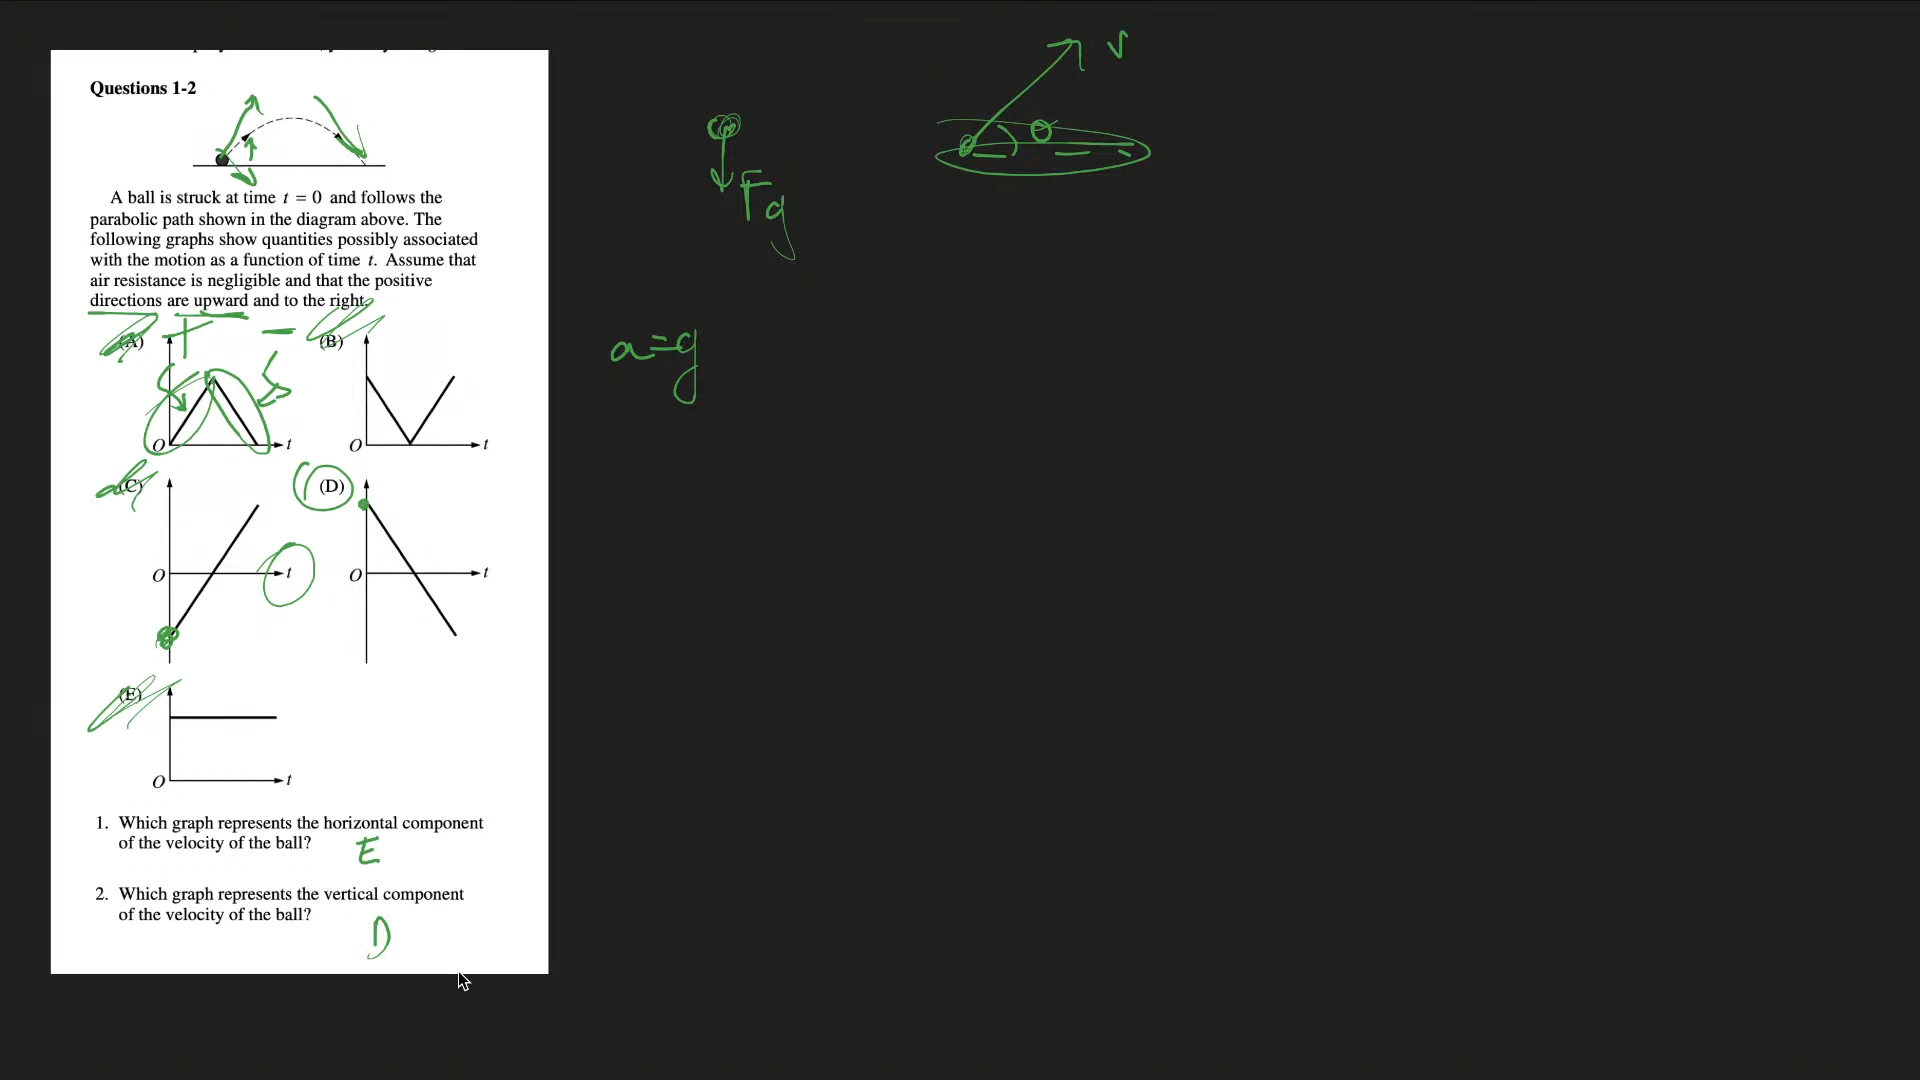 Questions 1-2
A ball is struck at time t = 0 and follows the
parabolic path shown in the diagram above. The
following graphs show quantities possibly associated
with the motion as a function of time t. Assume that
air resistance is negligible and that the positive
directions are upward and to the right.
+ -
(A) (B)
O t O t
(C) (D)
O t O t
(E)
O t
1. Which graph represents the horizontal component
of the velocity of the ball?
E
2. Which graph represents the vertical component
of the velocity of the ball?
D
Fg
v
θ
a=g